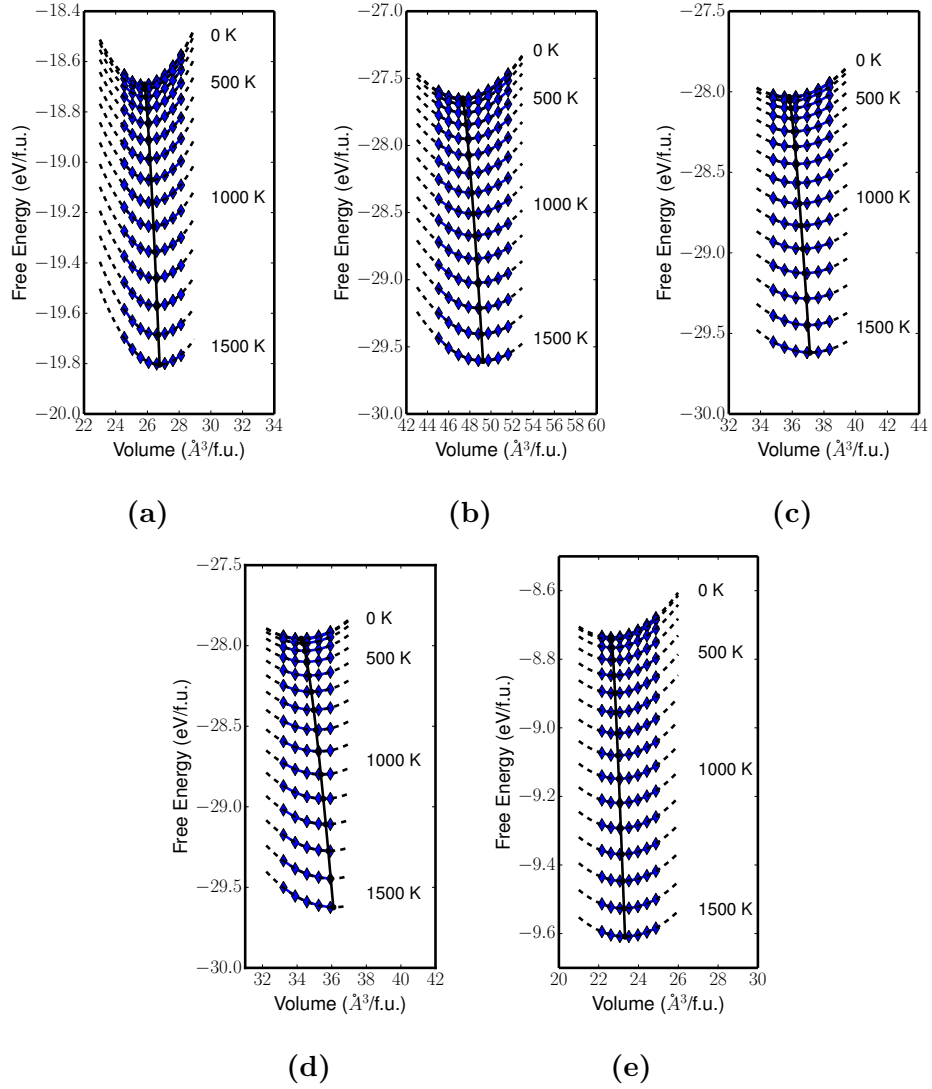 −18.4
−18.6
−18.8
−19.0
−19.2
−19.4
−19.6
−19.8
−20.0
Free Energy (eV/f.u.)
0 K
500 K
1000 K
1500 K
22 24 26 28 30 32 34
Volume (Å³/f.u.)
(a)
−27.0
−27.5
−28.0
−28.5
−29.0
−29.5
−30.0
Free Energy (eV/f.u.)
0 K
500 K
1000 K
1500 K
42 44 46 48 50 52 54 56 58 60
Volume (Å³/f.u.)
(b)
−27.5
−28.0
−28.5
−29.0
−29.5
−30.0
Free Energy (eV/f.u.)
0 K
500 K
1000 K
1500 K
32 34 36 38 40 42 44
Volume (Å³/f.u.)
(c)
−27.5
−28.0
−28.5
−29.0
−29.5
−30.0
Free Energy (eV/f.u.)
0 K
500 K
1000 K
1500 K
32 34 36 38 40 42
Volume (Å³/f.u.)
(d)
−8.6
−8.8
−9.0
−9.2
−9.4
−9.6
Free Energy (eV/f.u.)
0 K
500 K
1000 K
1500 K
20 22 24 26 28 30
Volume (Å³/f.u.)
(e)